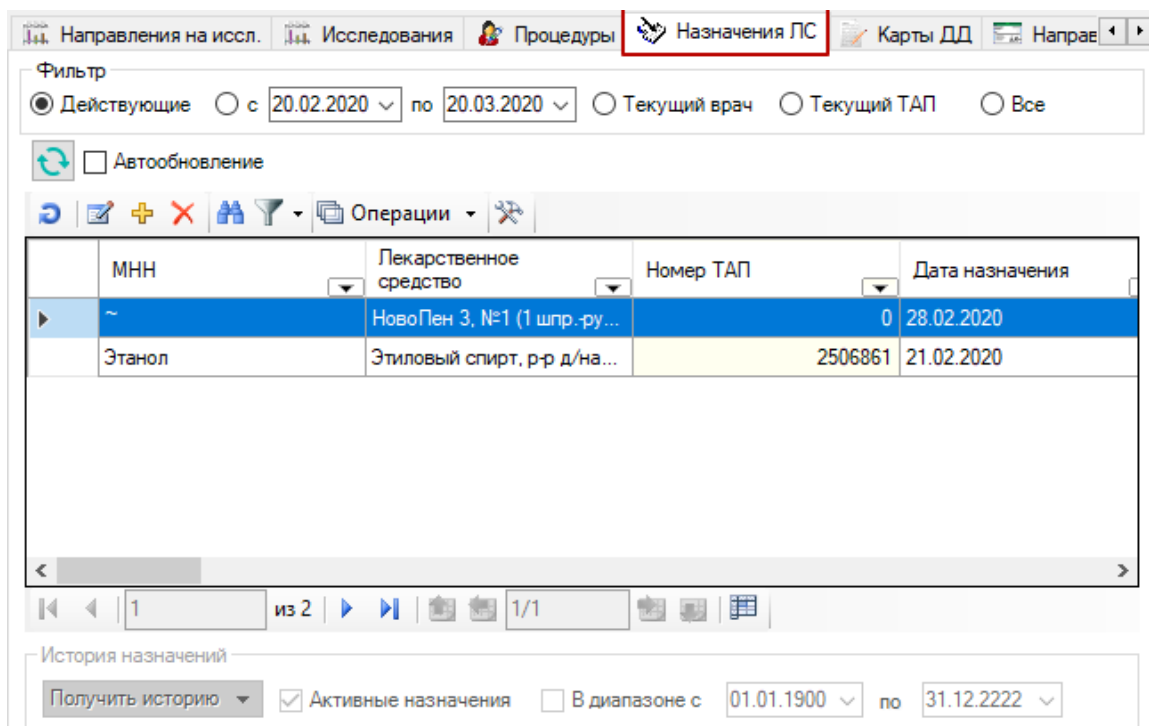 Направления на иссл. Исследования Процедуры Назначения ЛС Карты ДД Направ
Фильтр
Действующие с 20.02.2020 по 20.03.2020 Текущий врач Текущий ТАП Все
Автообновление
Операции
МНН Лекарственное средство Номер ТАП Дата назначения
~ НовоПен 3, №1 (1 шпр.-ру... 0 28.02.2020
Этанол Этиловый спирт, р-р д/на... 2506861 21.02.2020
1 из 2 1/1
История назначений
Получить историю Активные назначения В диапазоне с 01.01.1900 по 31.12.2222